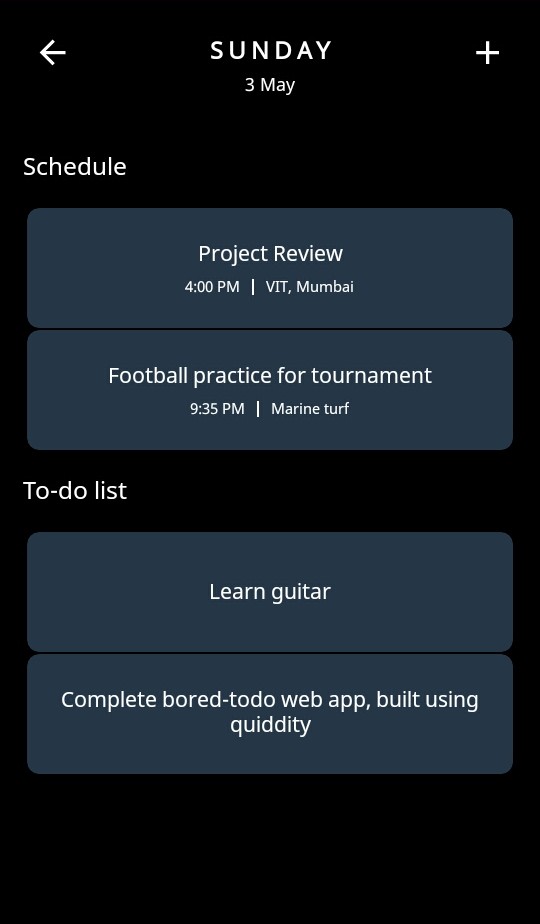 SUNDAY
3 May
Schedule
Project Review
4:00 PM | VIT, Mumbai
Football practice for tournament
9:35 PM | Marine turf
To-do list
Learn guitar
Complete bored-todo web app, built using
quiddity